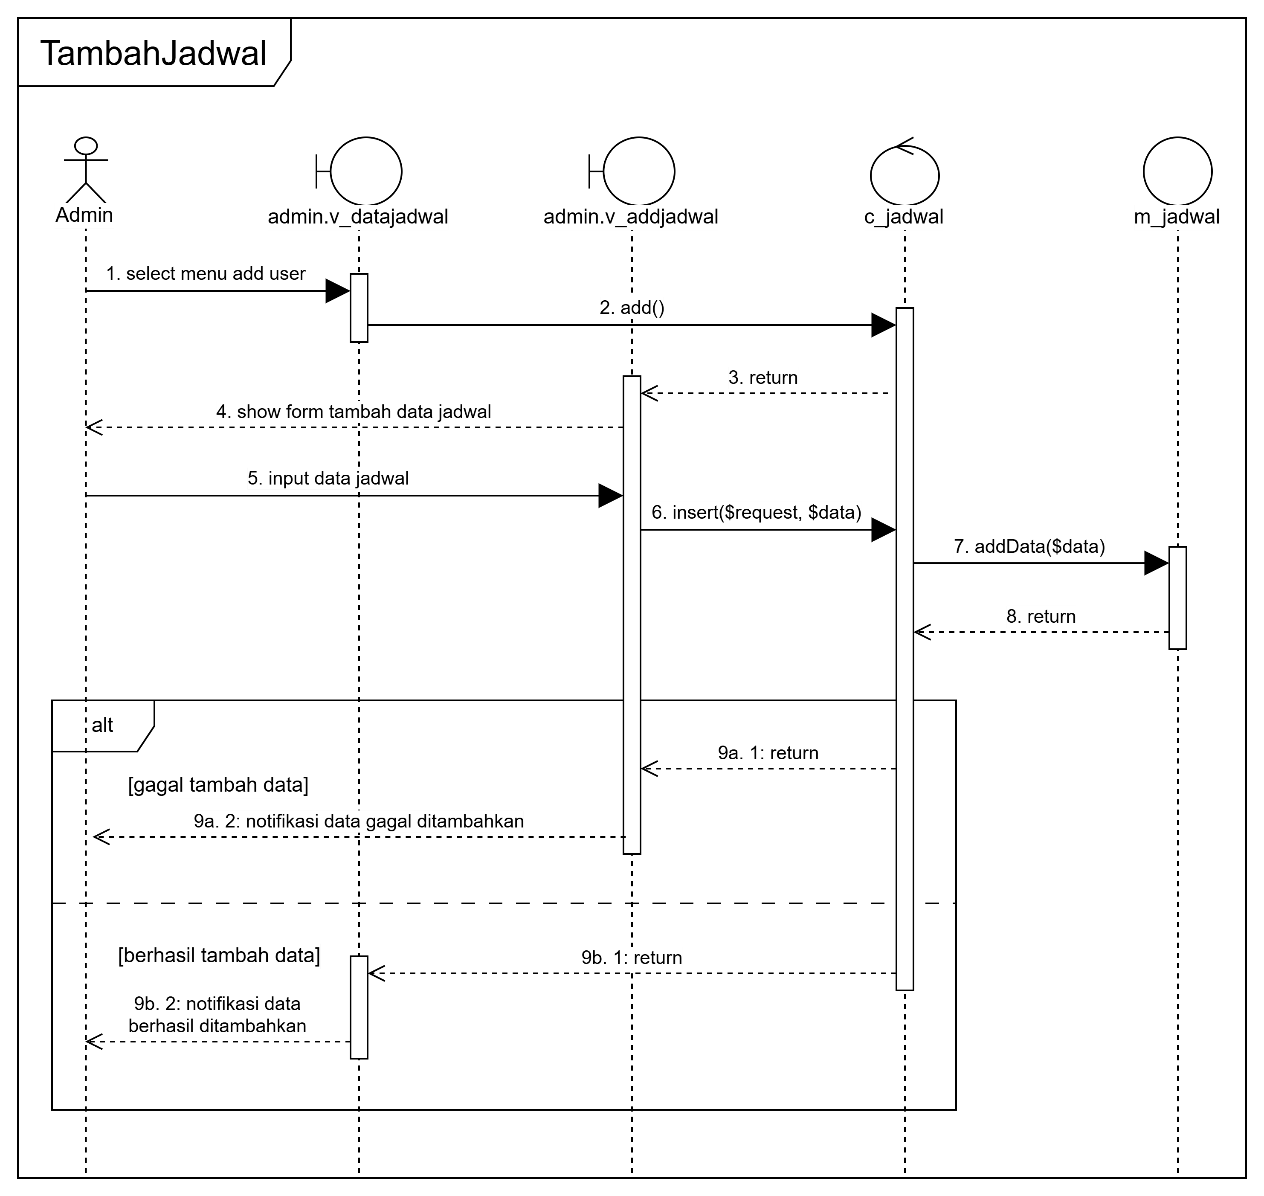 TambahJadwal
Admin
admin.v_datajadwal
admin.v_addjadwal
c_jadwal
m_jadwal
1. select menu add user
2. add()
3. return
4. show form tambah data jadwal
5. input data jadwal
6. insert($request, $data)
7. addData($data)
8. return
alt
9a. 1: return
[gagal tambah data]
9a. 2: notifikasi data gagal ditambahkan
[berhasil tambah data]
9b. 1: return
9b. 2: notifikasi data
berhasil ditambahkan